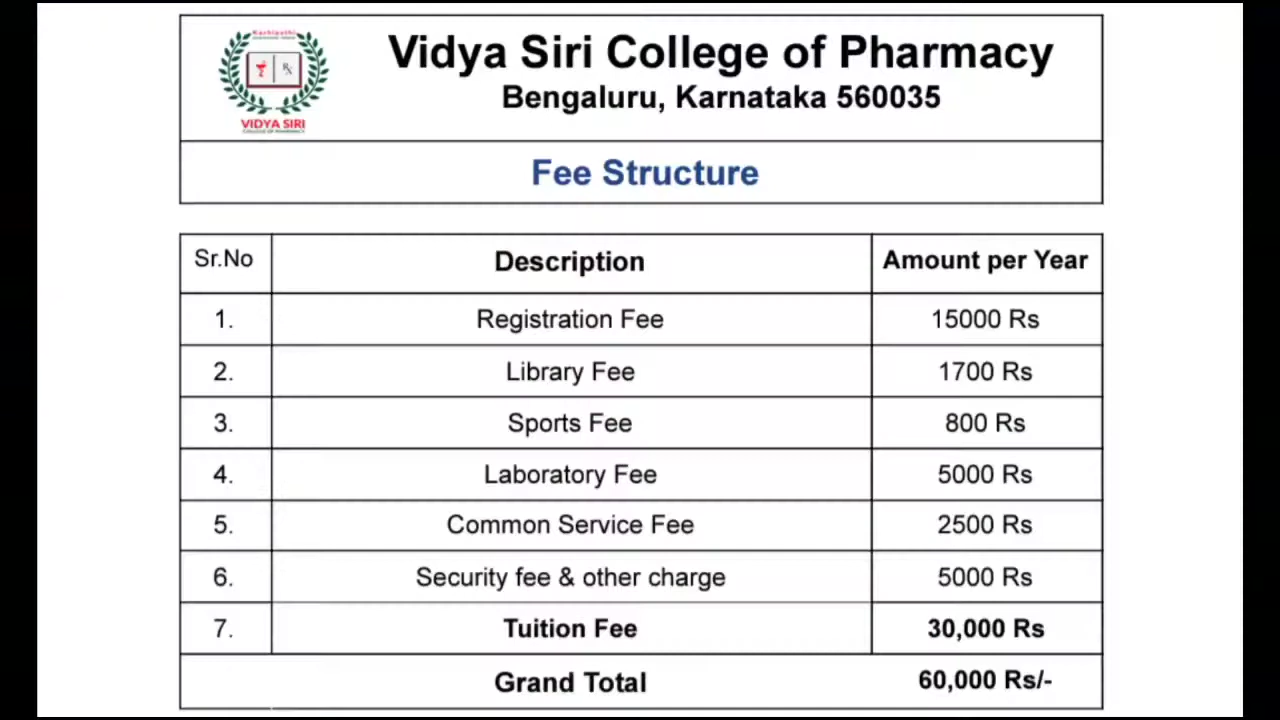 Vidya Siri College of Pharmacy
Bengaluru, Karnataka 560035
VIDYA SIRI
COLLEGE OF PHARMACY
Fee Structure
Sr.No Description Amount per Year
1. Registration Fee 15000 Rs
2. Library Fee 1700 Rs
3. Sports Fee 800 Rs
4. Laboratory Fee 5000 Rs
5. Common Service Fee 2500 Rs
6. Security fee & other charge 5000 Rs
7. Tuition Fee 30,000 Rs
Grand Total 60,000 Rs/-